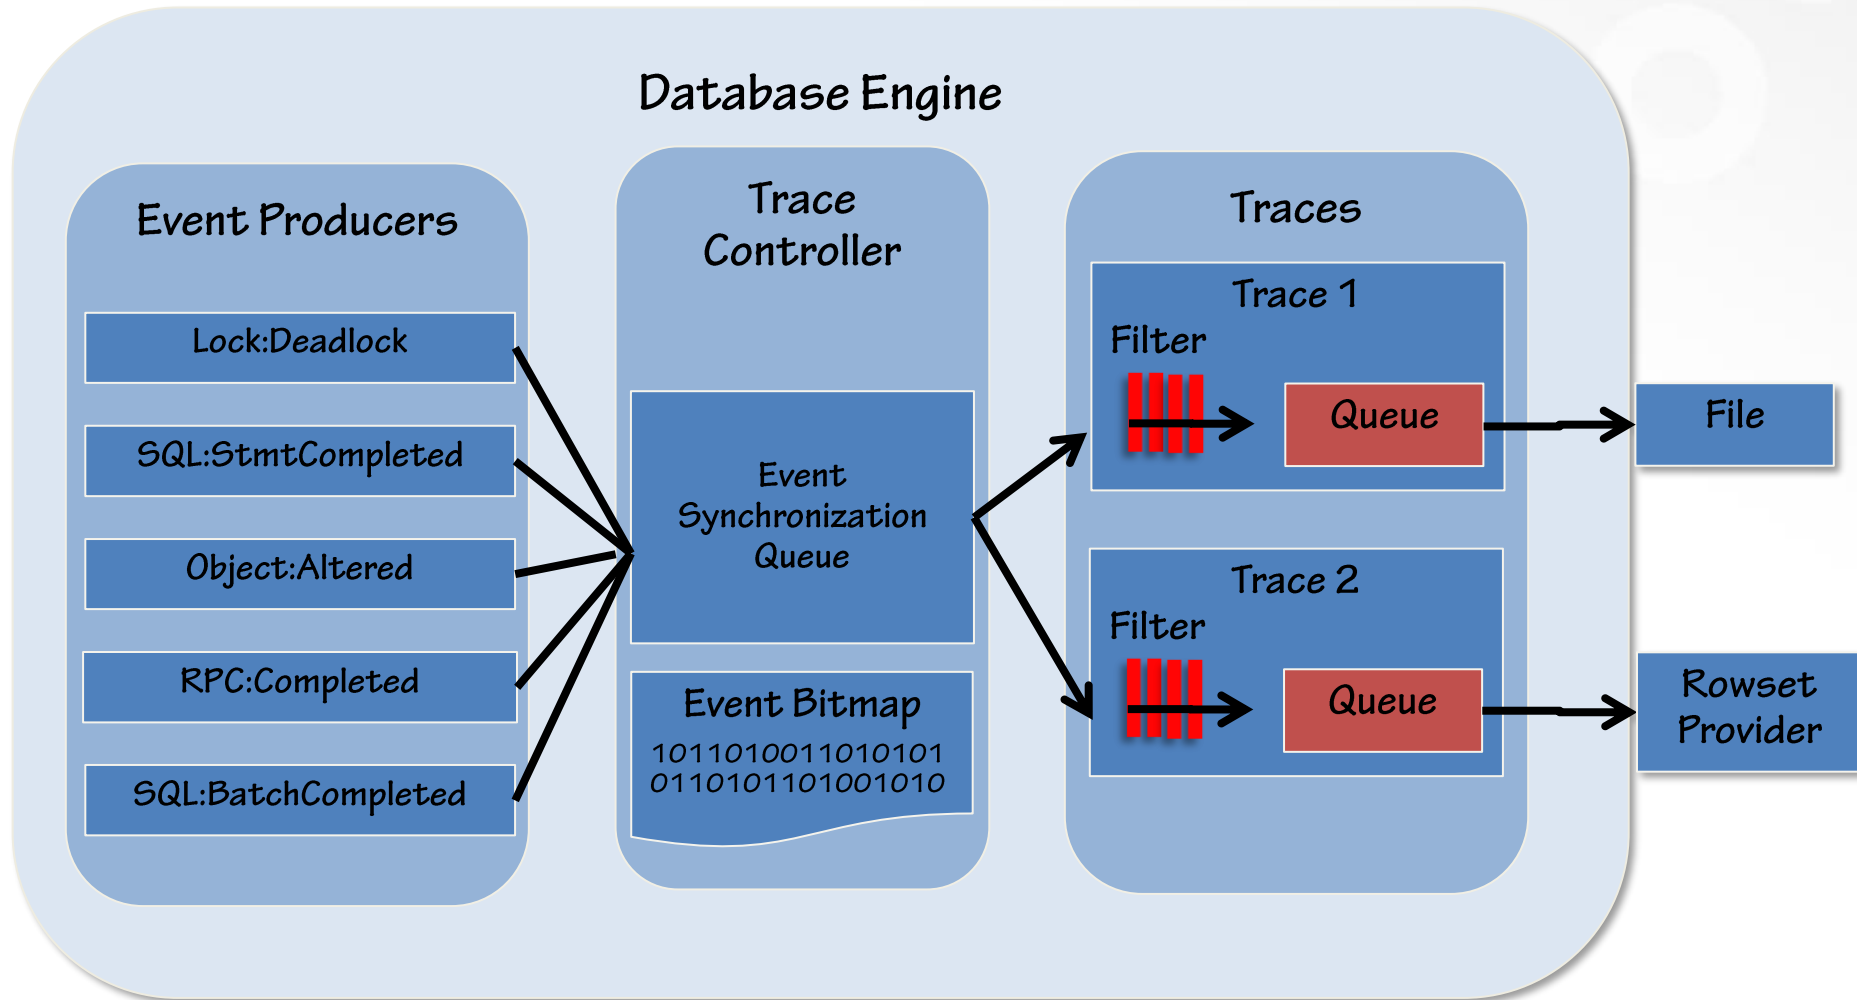 Database Engine
Event Producers
Lock:Deadlock
SQL:StmtCompleted
Object:Altered
RPC:Completed
SQL:BatchCompleted
Trace
Controller
Event
Synchronization
Queue
Event Bitmap
1011010011010101
0110101101001010
Traces
Trace 1
Filter
Queue
Trace 2
Filter
Queue
File
Rowset
Provider